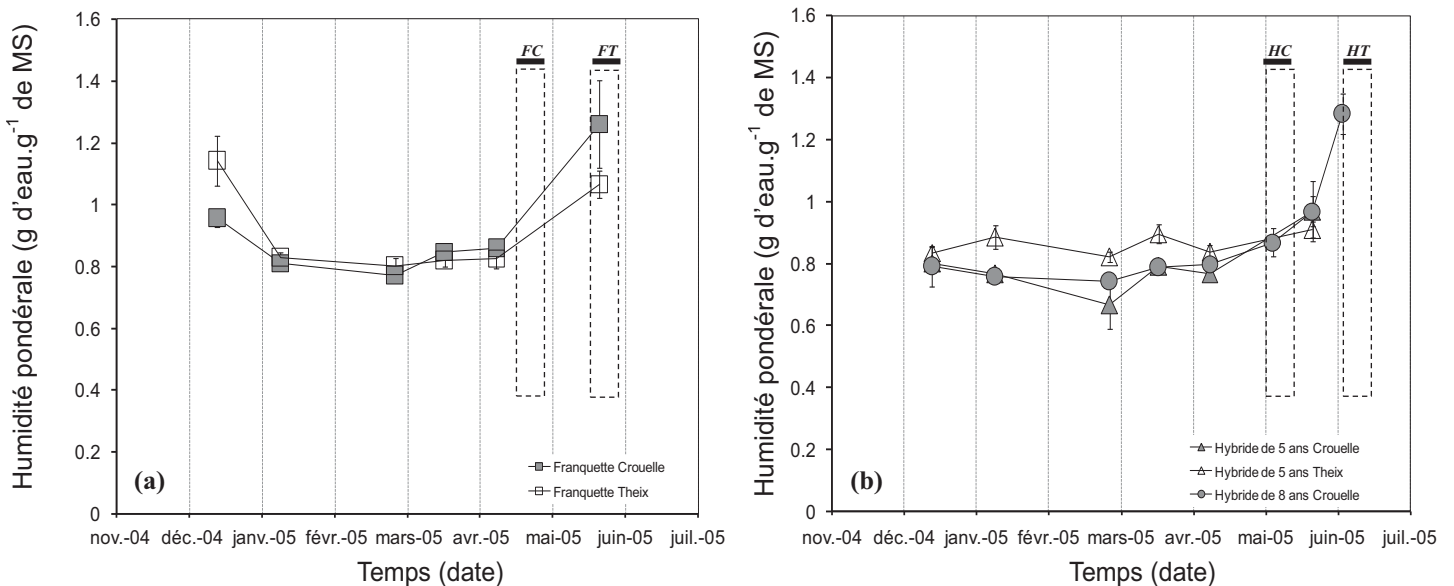 Humidité pondérale (g d'eau.g-1 de MS)
1.6
1.4
1.2
1
0.8
0.6
0.4
0.2
0
FC
FT
(a)
Franquette Crouelle
Franquette Theix
nov.-04 déc.-04 janv.-05 févr.-05 mars-05 avr.-05 mai-05 juin-05 juil.-05
Temps (date)
Humidité pondérale (g d'eau.g-1 de MS)
1.6
1.4
1.2
1
0.8
0.6
0.4
0.2
0
HC
HT
(b)
Hybride de 5 ans Crouelle
Hybride de 5 ans Theix
Hybride de 8 ans Crouelle
nov.-04 déc.-04 janv.-05 févr.-05 mars-05 avr.-05 mai-05 juin-05 juil.-05
Temps (date)